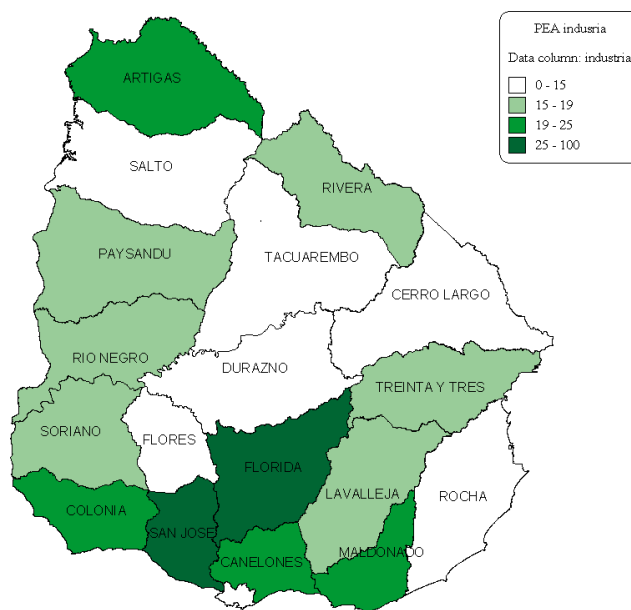 PEA indusria
Data column: industria
0 - 15
15 - 19
19 - 25
25 - 100
ARTIGAS
SALTO
RIVERA
PAYSANDU
TACUAREMBO
CERRO LARGO
RIO NEGRO
DURAZNO
TREINTA Y TRES
SORIANO
FLORES
FLORIDA
LAVALLEJA
ROCHA
COLONIA
SAN JOSE
CANELONES
MALDONADO